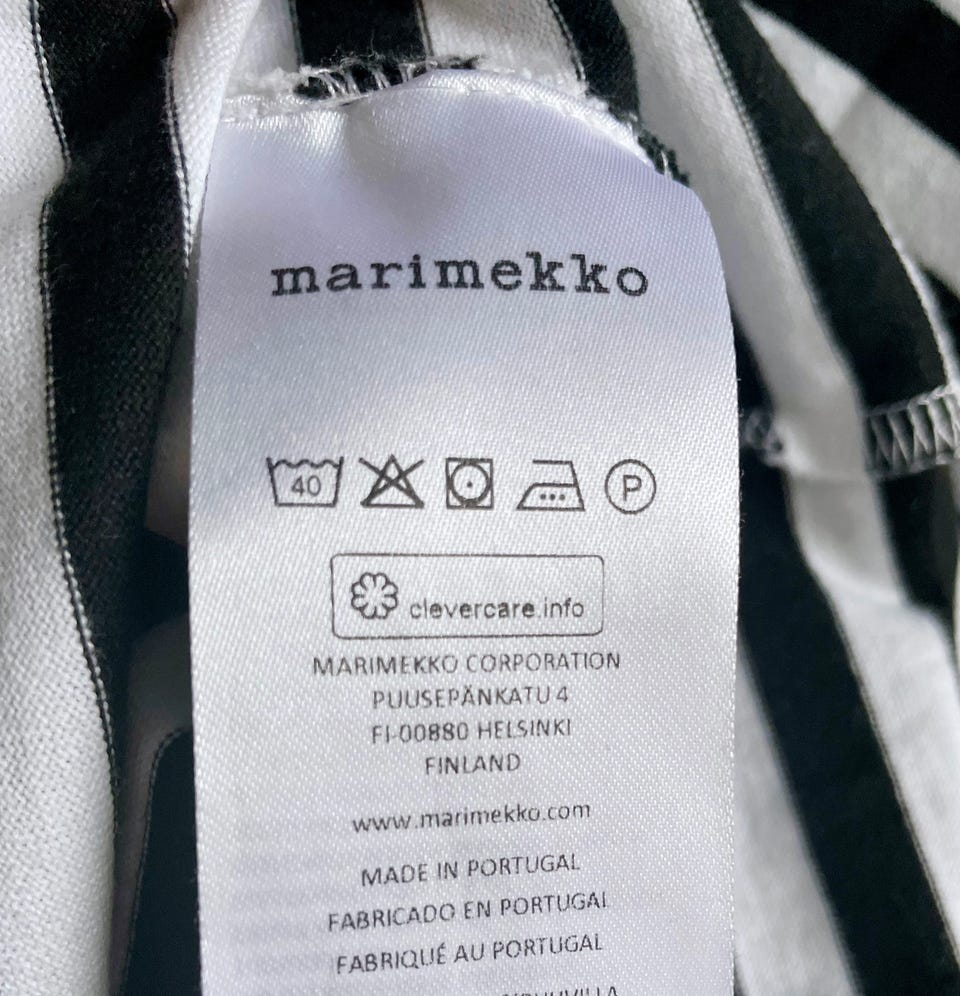 marimekko
40 P
clevercare.info
MARIMEKKO CORPORATION
PUUSEPÄNKATU 4
FI-00880 HELSINKI
FINLAND
www.marimekko.com
MADE IN PORTUGAL
FABRICADO EN PORTUGAL
FABRIQUÉ AU PORTUGAL